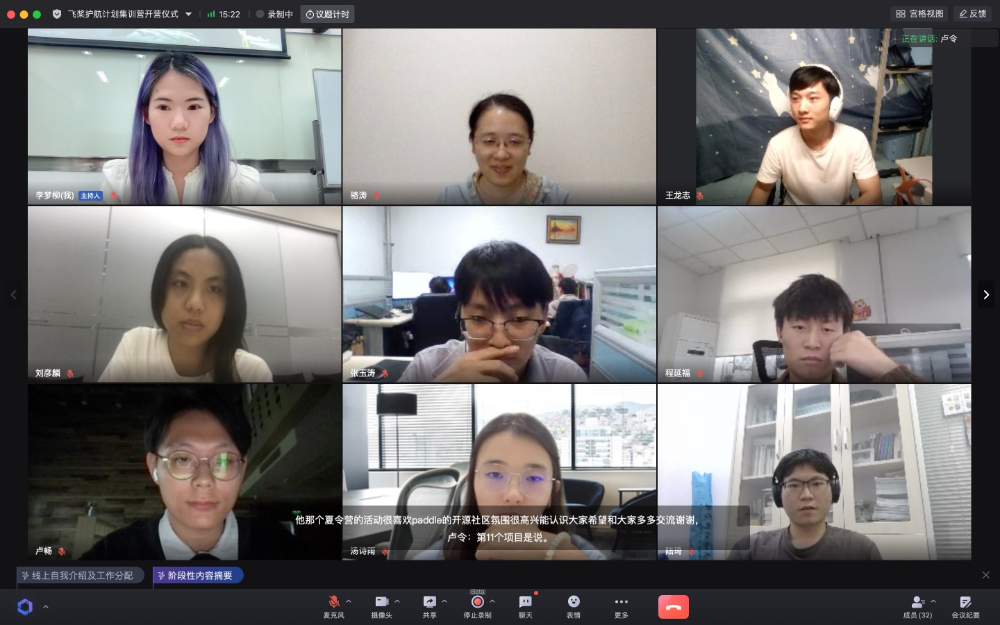 飞桨护航计划集训营开营仪式
15:22
录制中
议题计时
宫格视图
反馈
正在讲话: 卢令
李梦柳(我) 主持人
骆涛
王龙志
刘彦麟
张玉涛
程延福
卢畅
汤诗雨
陆琦
他那个夏令营的活动很喜欢paddle的开源社区氛围很高兴能认识大家希望和大家多多交流谢谢,
卢令：第11个项目是说。
线上自我介绍及工作分配
阶段性内容摘要
麦克风
摄像头
共享
Beta
停止录制
聊天
表情
更多
成员(32)
会议纪要